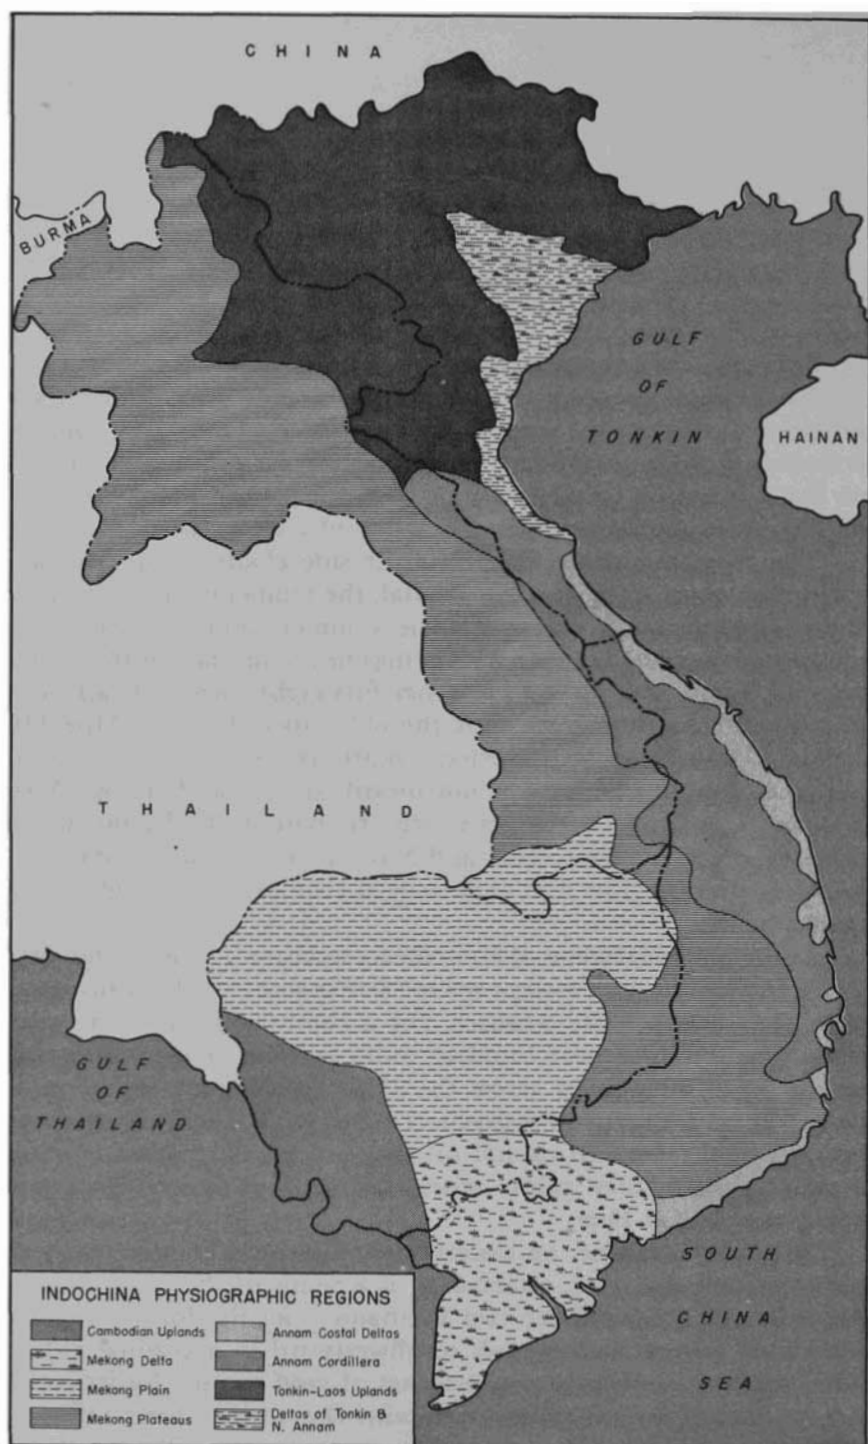 CHINA
BURMA
GULF
OF
TONKIN
HAINAN
THAILAND
GULF
OF
THAILAND
SOUTH
CHINA
SEA
INDOCHINA PHYSIOGRAPHIC REGIONS
Cambodian Uplands
Mekong Delta
Mekong Plain
Mekong Plateaus
Annam Costal Deltas
Annam Cordillera
Tonkin-Laos Uplands
Deltas of Tonkin &
N. Annam